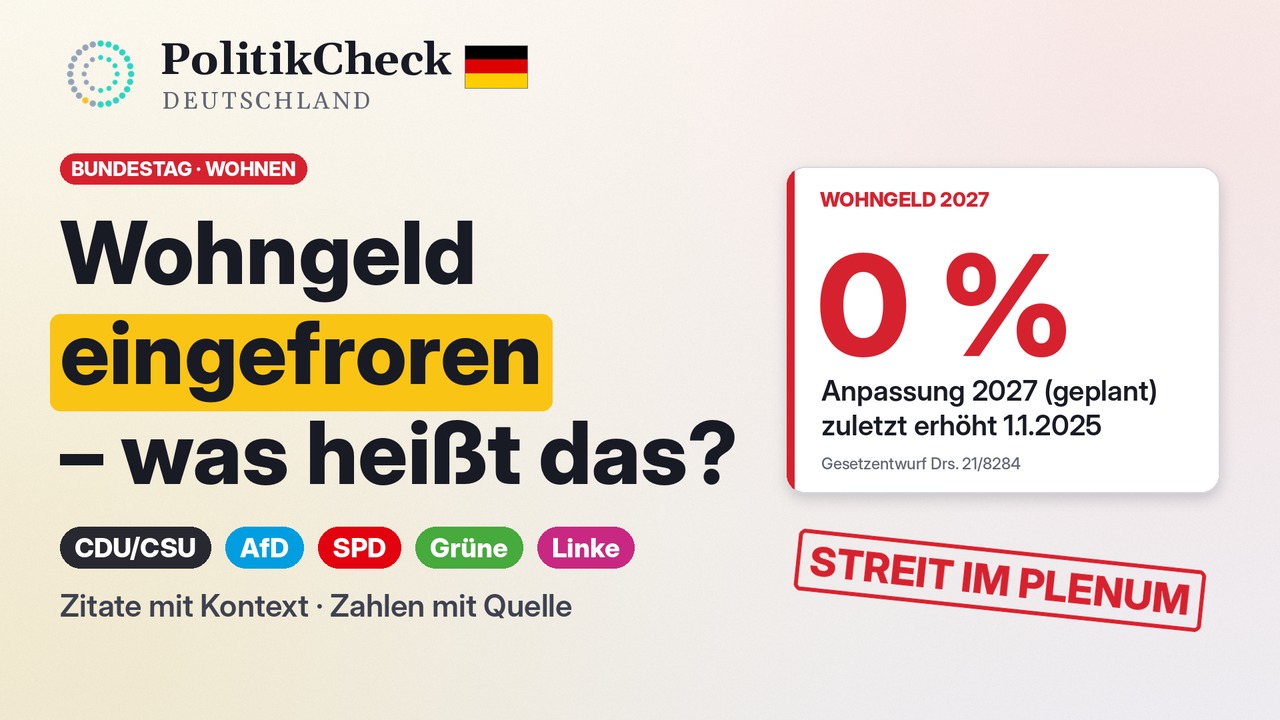 PolitikCheck
DEUTSCHLAND
BUNDESTAG · WOHNEN
Wohngeld
eingefroren
– was heißt das?
CDU/CSU AfD SPD Grüne Linke
Zitate mit Kontext · Zahlen mit Quelle
WOHNGELD 2027
0 %
Anpassung 2027 (geplant)
zuletzt erhöht 1.1.2025
Gesetzentwurf Drs. 21/8284
STREIT IM PLENUM